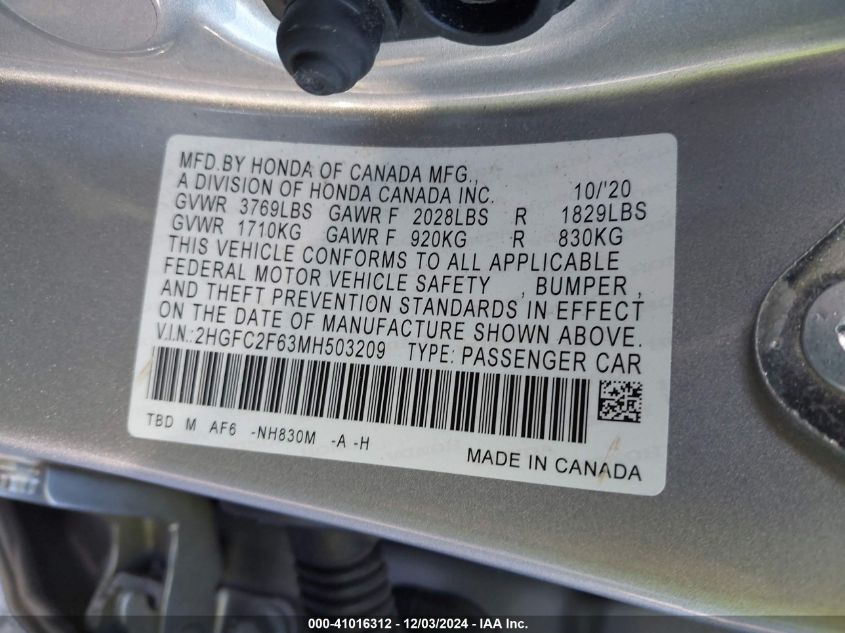 MFD.BY HONDA OF CANADA MFG.,
A DIVISION OF HONDA CANADA INC. 10/'20
GVWR 3769LBS GAWR F 2028LBS R 1829LBS
GVWR 1710KG GAWR F 920KG R 830KG
THIS VEHICLE CONFORMS TO ALL APPLICABLE
FEDERAL MOTOR VEHICLE SAFETY , BUMPER ,
AND THEFT PREVENTION STANDARDS IN EFFECT
ON THE DATE OF MANUFACTURE SHOWN ABOVE.
V.I.N.:2HGFC2F63MH503209 TYPE: PASSENGER CAR
TBD M AF6 -NH830M -A -H
MADE IN CANADA
000-41016312 - 12/03/2024 - IAA Inc.